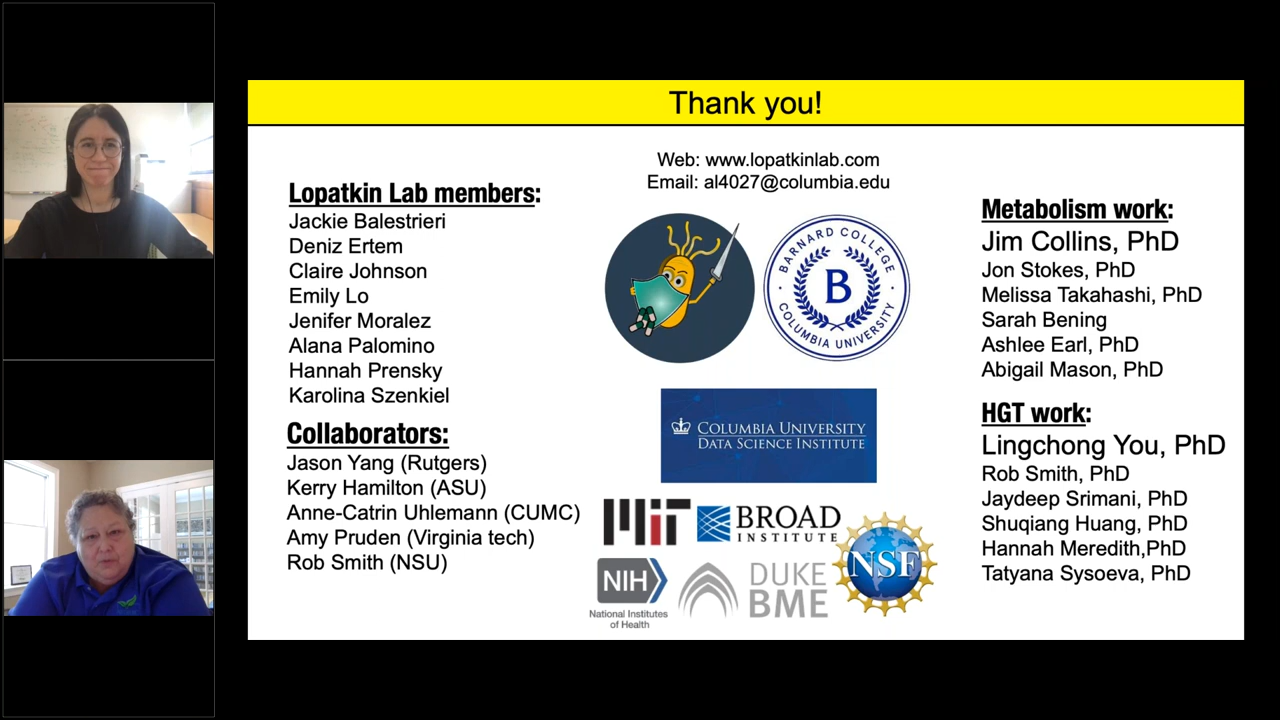 Thank you!
Web: www.lopatkinlab.com
Email: al4027@columbia.edu
Lopatkin Lab members:
Jackie Balestrieri
Deniz Ertem
Claire Johnson
Emily Lo
Jenifer Moralez
Alana Palomino
Hannah Prensky
Karolina Szenkiel
Collaborators:
Jason Yang (Rutgers)
Kerry Hamilton (ASU)
Anne-Catrin Uhlemann (CUMC)
Amy Pruden (Virginia tech)
Rob Smith (NSU)
BARNARD COLLEGE
B
COLUMBIA UNIVERSITY
COLUMBIA UNIVERSITY
DATA SCIENCE INSTITUTE
MIT
BROAD
INSTITUTE
NIH
National Institutes
of Health
DUKE
BME
NSF
Metabolism work:
Jim Collins, PhD
Jon Stokes, PhD
Melissa Takahashi, PhD
Sarah Bening
Ashlee Earl, PhD
Abigail Mason, PhD
HGT work:
Lingchong You, PhD
Rob Smith, PhD
Jaydeep Srimani, PhD
Shuqiang Huang, PhD
Hannah Meredith,PhD
Tatyana Sysoeva, PhD